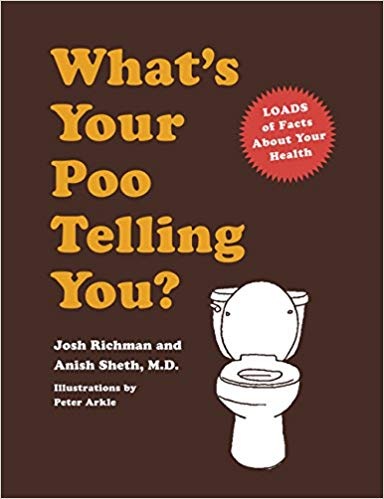 What's
Your
Poo
Telling
You?
LOADS
of Facts
About Your
Health
Josh Richman and
Anish Sheth, M.D.
Illustrations by
Peter Arkle